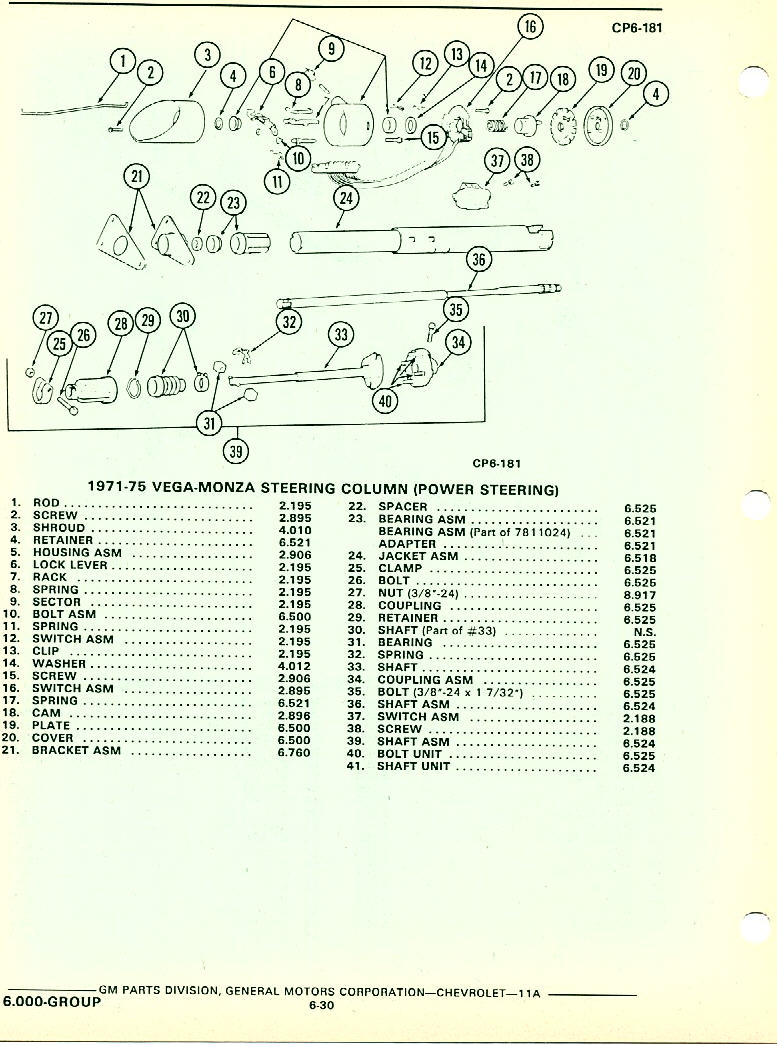 CP6-181
16
1
2
3
4
6
9
8
12
13
14
2
17
18
19
20
4
15
10
11
37
38
21
22
23
24
36
35
27
25
26
28
29
30
32
33
34
40
31
39
CP6-181
1971-75 VEGA-MONZA STEERING COLUMN (POWER STEERING)
1. ROD 2.195
2. SCREW 2.895
3. SHROUD 4.010
4. RETAINER 6.521
5. HOUSING ASM 2.906
6. LOCK LEVER 2.195
7. RACK 2.195
8. SPRING 2.195
9. SECTOR 2.195
10. BOLT ASM 6.500
11. SPRING 2.195
12. SWITCH ASM 2.195
13. CLIP 2.195
14. WASHER 4.012
15. SCREW 2.906
16. SWITCH ASM 2.895
17. SPRING 6.521
18. CAM 2.896
19. PLATE 6.500
20. COVER 6.500
21. BRACKET ASM 6.760
22. SPACER 6.525
23. BEARING ASM 6.521
BEARING ASM (Part of 7811024) 6.521
ADAPTER 6.521
24. JACKET ASM 6.518
25. CLAMP 6.525
26. BOLT 6.525
27. NUT (3/8"-24) 8.917
28. COUPLING 6.525
29. RETAINER 6.525
30. SHAFT (Part of #33) N.S.
31. BEARING 6.525
32. SPRING 6.525
33. SHAFT 6.524
34. COUPLING ASM 6.525
35. BOLT (3/8"-24 x 1 7/32") 6.525
36. SHAFT ASM 6.524
37. SWITCH ASM 2.188
38. SCREW 2.188
39. SHAFT ASM 6.524
40. BOLT UNIT 6.525
41. SHAFT UNIT 6.524
GM PARTS DIVISION, GENERAL MOTORS CORPORATION—CHEVROLET—11A
6.000-GROUP
6-30